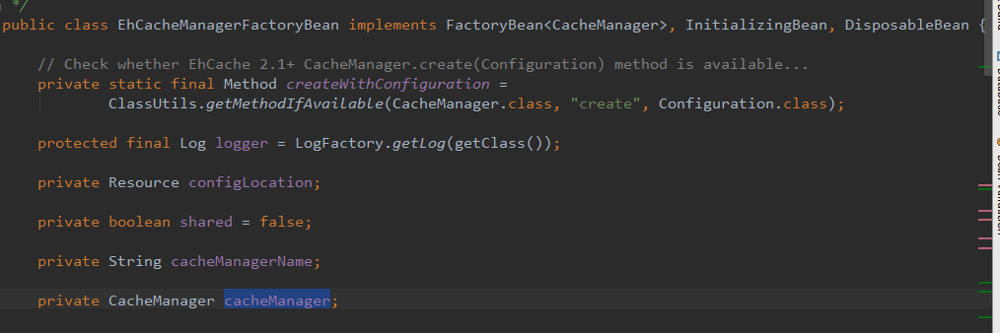 */
public class EhCacheManagerFactoryBean implements FactoryBean<CacheManager>, InitializingBean, DisposableBean {
// Check whether EhCache 2.1+ CacheManager.create(Configuration) method is available...
private static final Method createWithConfiguration =
ClassUtils.getMethodIfAvailable(CacheManager.class, "create", Configuration.class);
protected final Log logger = LogFactory.getLog(getClass());
private Resource configLocation;
private boolean shared = false;
private String cacheManagerName;
private CacheManager cacheManager;